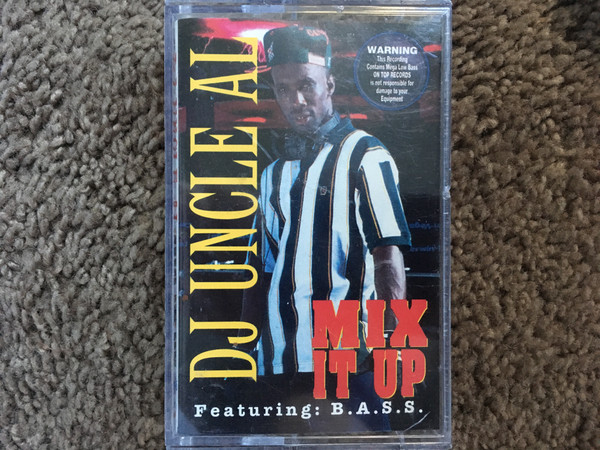 DJ UNCLE AL
WARNING
This Recording
Contains Mega Low Bass
ON TOP RECORDS
is not responsible for
damage to your
Equipment
MIX
IT UP
Featuring: B.A.S.S.